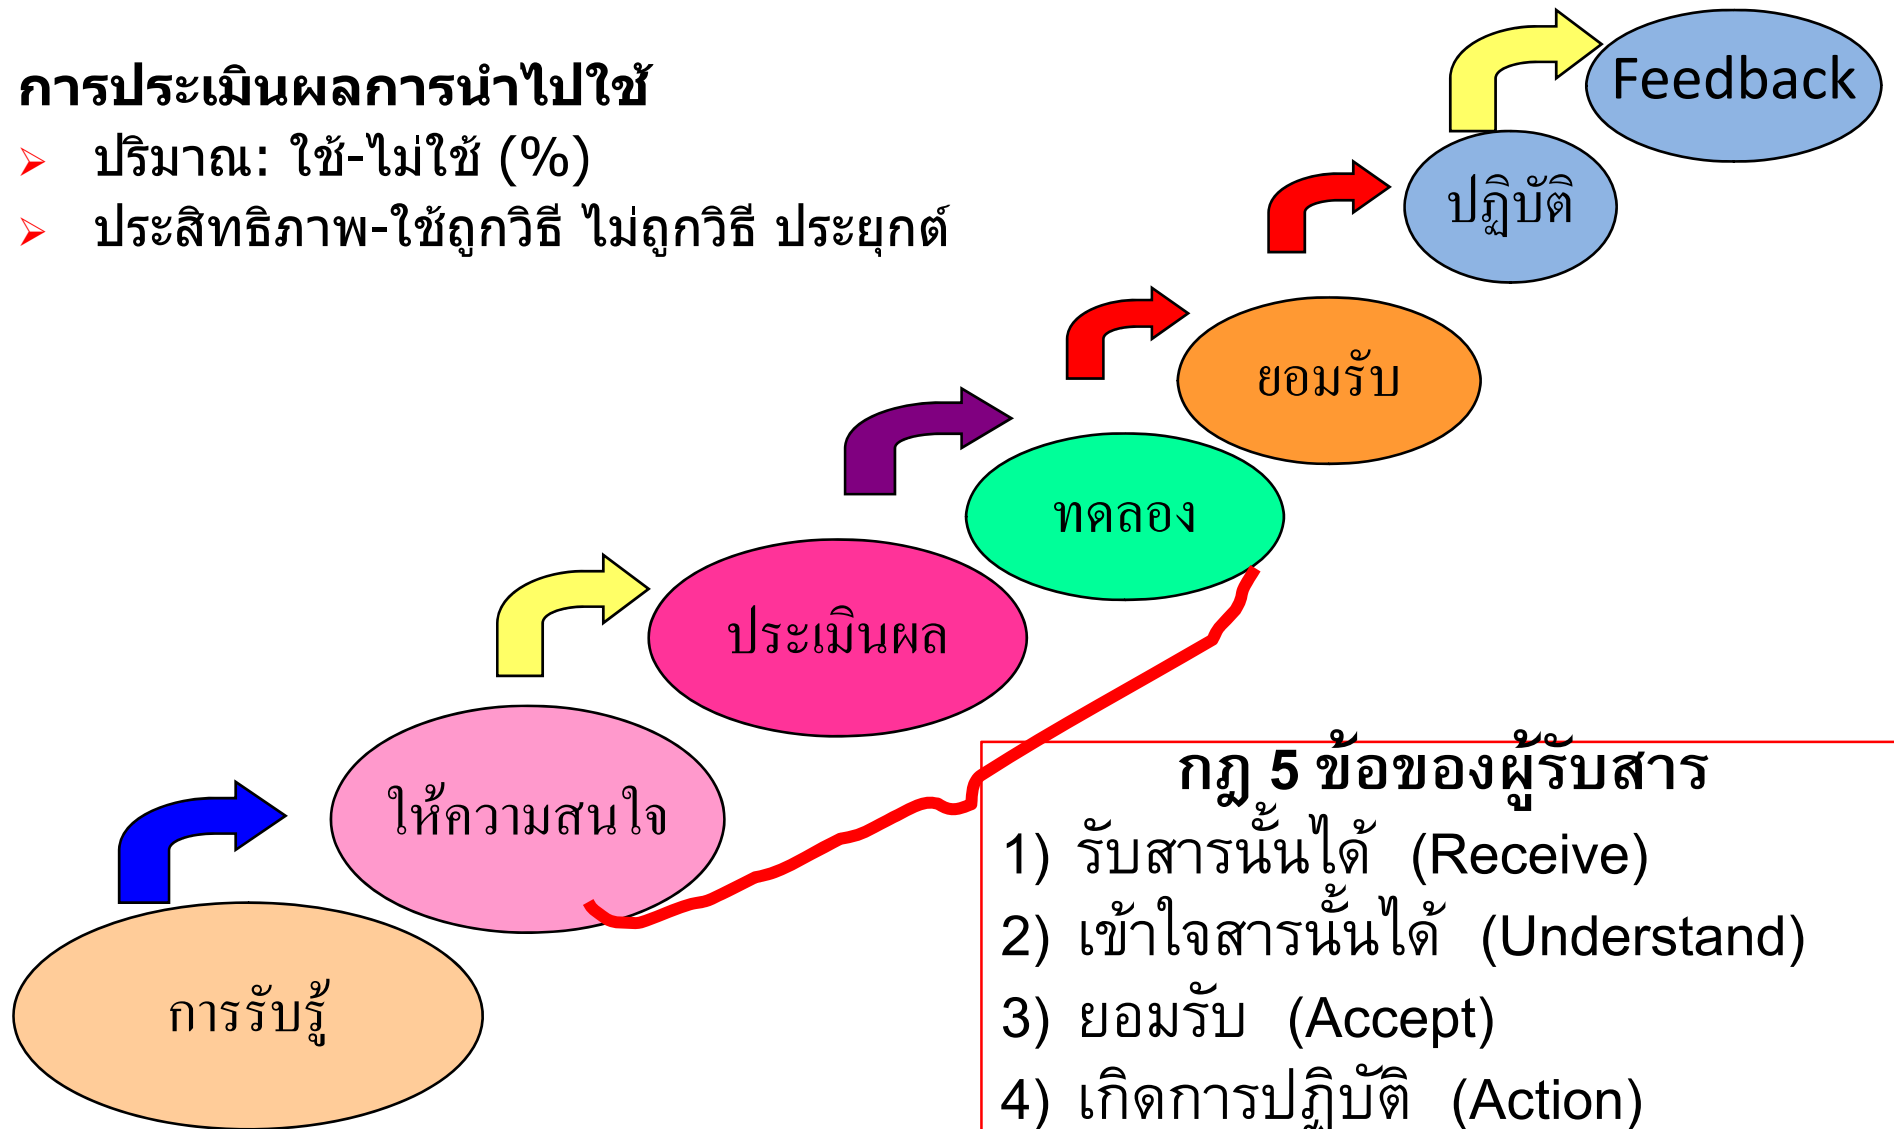 การประเมินผลการนำไปใช้
ปริมาณ: ใช้-ไม่ใช้ (%)
ประสิทธิภาพ-ใช้ถูกวิธี ไม่ถูกวิธี ประยุกต์
Feedback
ปฏิบัติ
ยอมรับ
ทดลอง
ประเมินผล
ให้ความสนใจ
การรับรู้
กฎ 5 ข้อของผู้รับสาร
1) รับสารนั้นได้ (Receive)
2) เข้าใจสารนั้นได้ (Understand)
3) ยอมรับ (Accept)
4) เกิดการปฏิบัติ (Action)